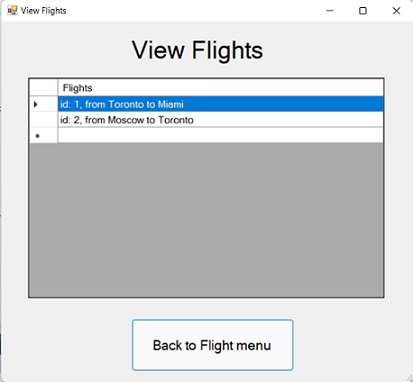 View Flights
View Flights
Flights
id: 1, from Toronto to Miami
id: 2, from Moscow to Toronto
Back to Flight menu